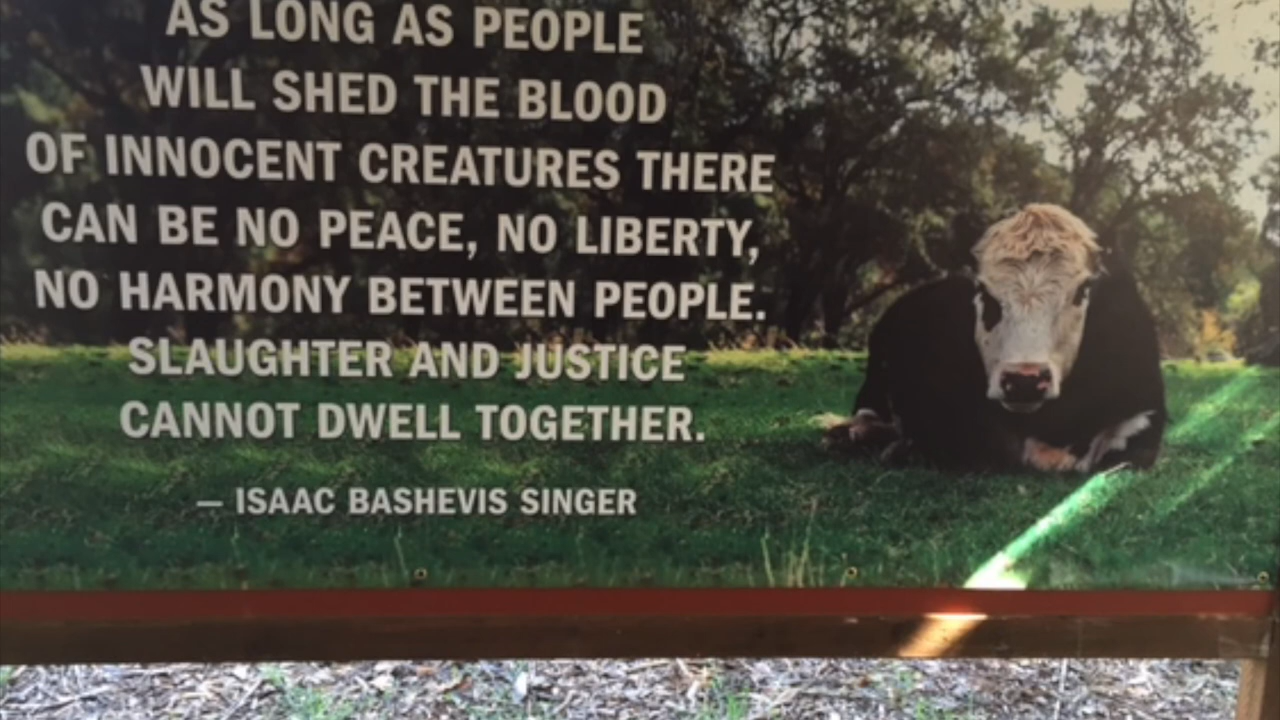 AS LONG AS PEOPLE
WILL SHED THE BLOOD
OF INNOCENT CREATURES THERE
CAN BE NO PEACE, NO LIBERTY,
NO HARMONY BETWEEN PEOPLE.
SLAUGHTER AND JUSTICE
CANNOT DWELL TOGETHER.
— ISAAC BASHEVIS SINGER